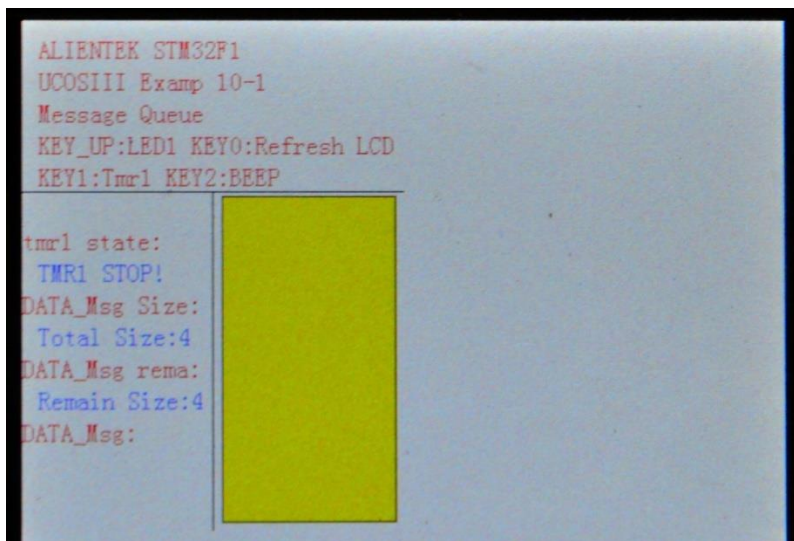 ALIENTEK STM32F1
UCOSIII Examp 10-1
Message Queue
KEY_UP:LED1 KEY0:Refresh LCD
KEY1:Tmr1 KEY2:BEEP
tmr1 state:
TMR1 STOP!
DATA_Msg Size:
Total Size:4
DATA_Msg rema:
Remain Size:4
DATA_Msg: